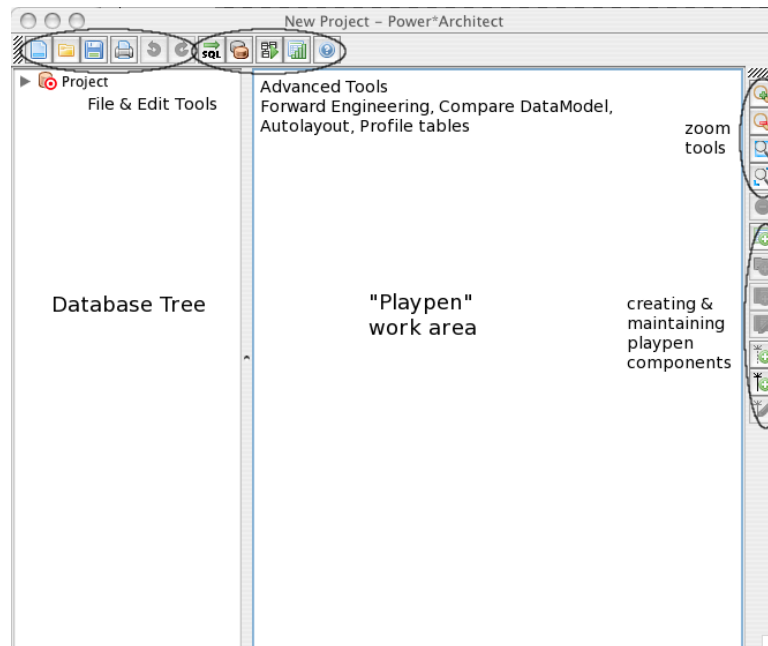 New Project – Power*Architect
SQL
Project
File & Edit Tools
Advanced Tools
Forward Engineering, Compare DataModel,
Autolayout, Profile tables
zoom
tools
Database Tree
"Playpen"
work area
creating &
maintaining
playpen
components